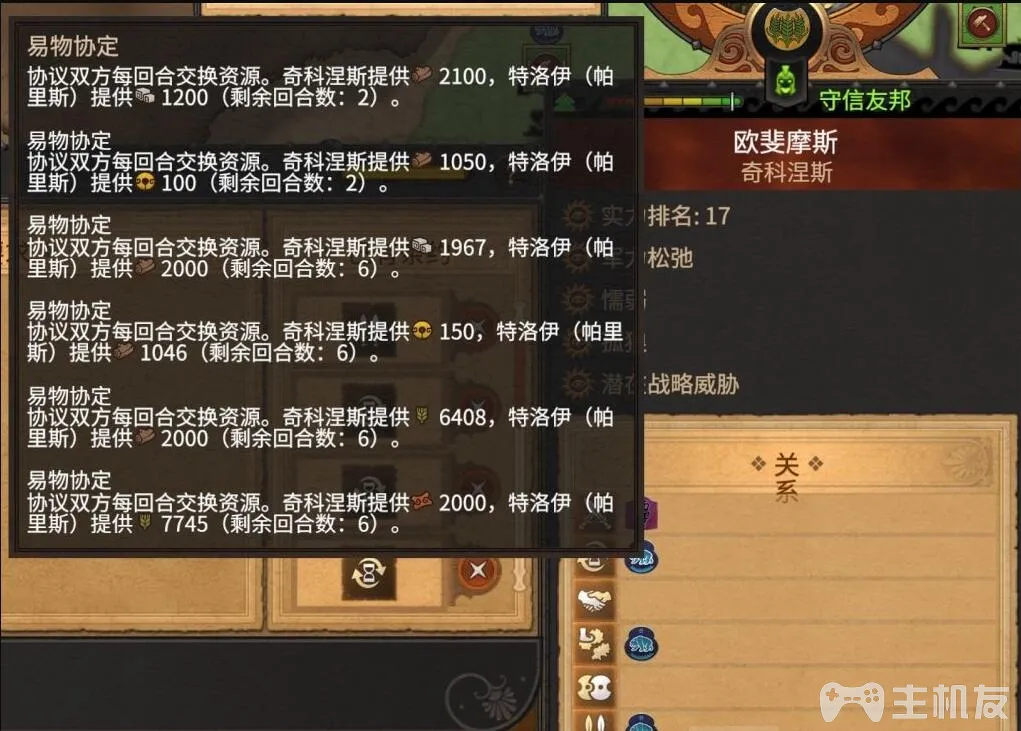 易物协定
协议双方每回合交换资源。奇科涅斯提供 2100，特洛伊（帕
里斯）提供 1200（剩余回合数：2）。
易物协定
协议双方每回合交换资源。奇科涅斯提供 1050，特洛伊（帕
里斯）提供 100（剩余回合数：2）。
易物协定
协议双方每回合交换资源。奇科涅斯提供 1967，特洛伊（帕
里斯）提供 2000（剩余回合数：6）。
易物协定
协议双方每回合交换资源。奇科涅斯提供 150，特洛伊（帕里
斯）提供 1046（剩余回合数：6）。
易物协定
协议双方每回合交换资源。奇科涅斯提供 6408，特洛伊（帕
里斯）提供 2000（剩余回合数：6）。
易物协定
协议双方每回合交换资源。奇科涅斯提供 2000，特洛伊（帕
里斯）提供 7745（剩余回合数：6）。
守信友邦
欧斐摩斯
奇科涅斯
实力排名: 17
松弛
懦弱
潜在战略威胁
关
系
主机友